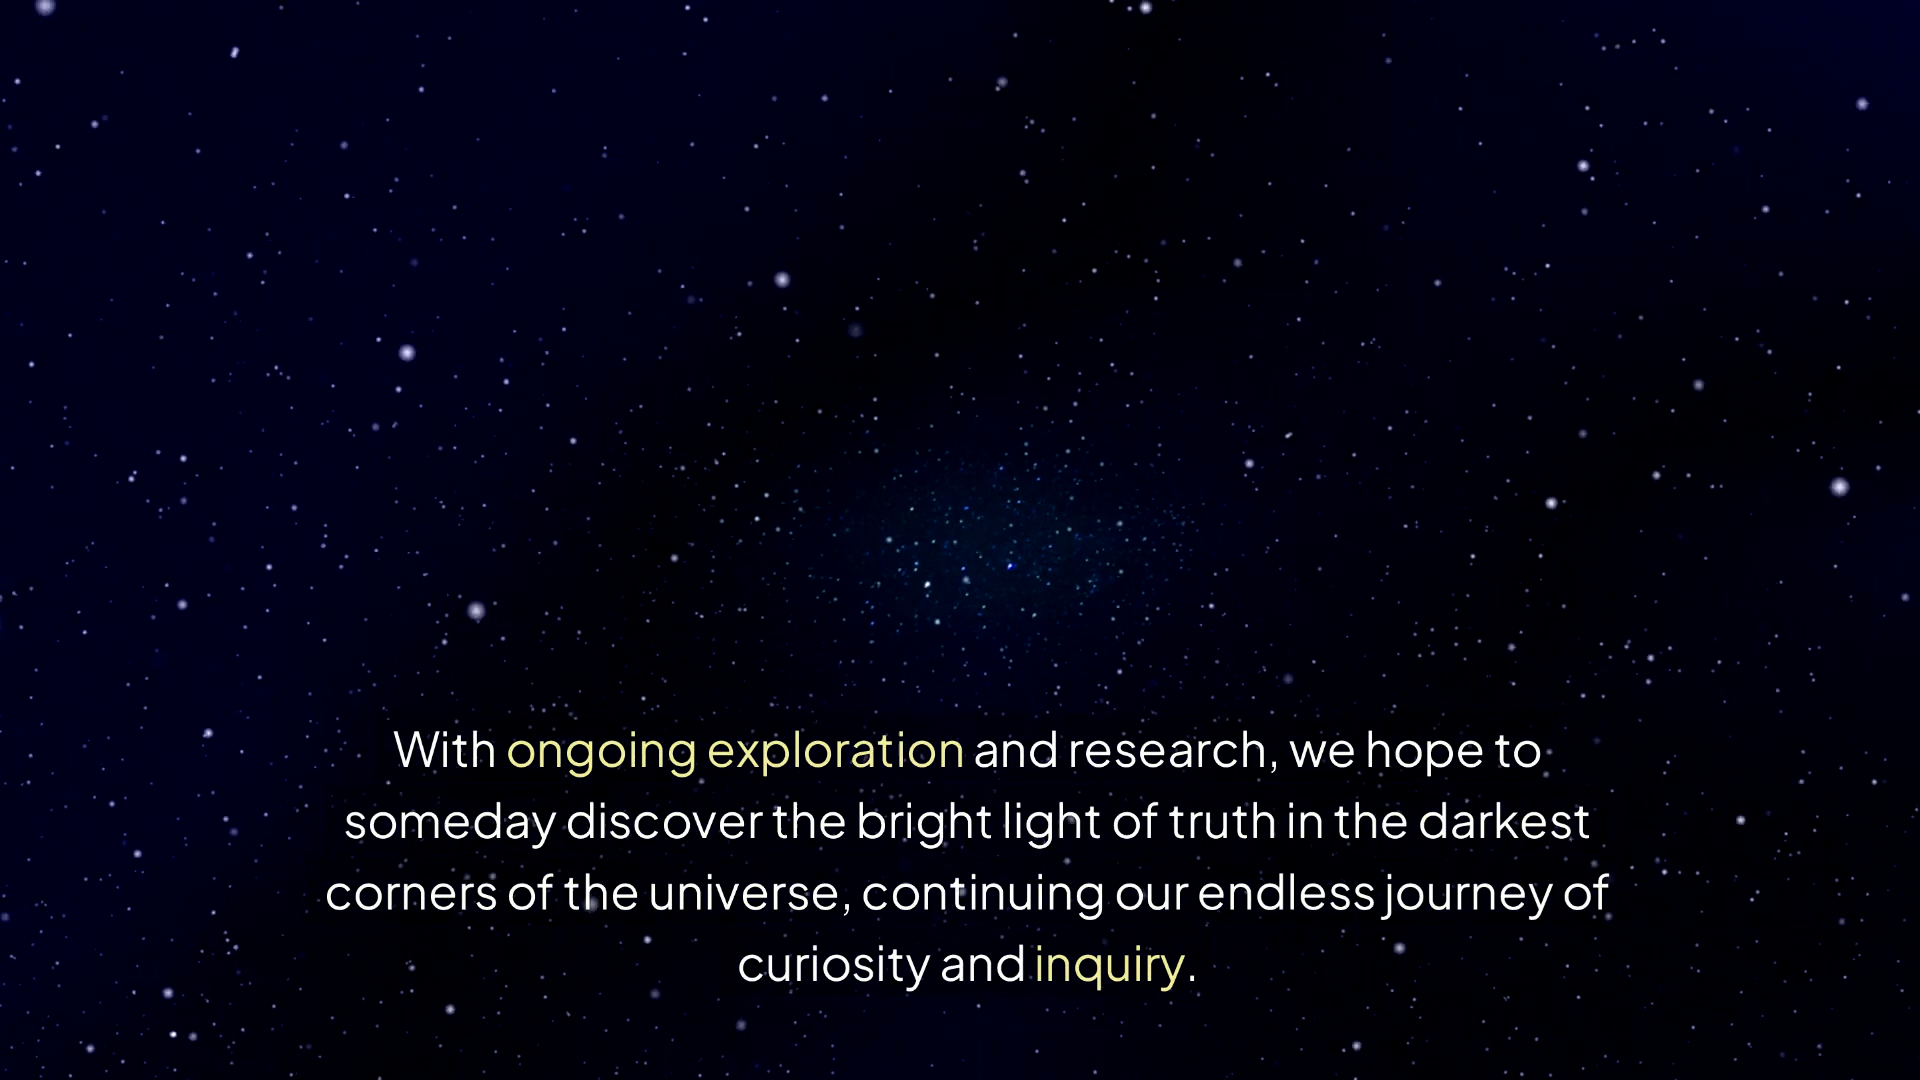 With ongoing exploration and research, we hope to
someday discover the bright light of truth in the darkest
corners of the universe, continuing our endless journey of
curiosity and inquiry.